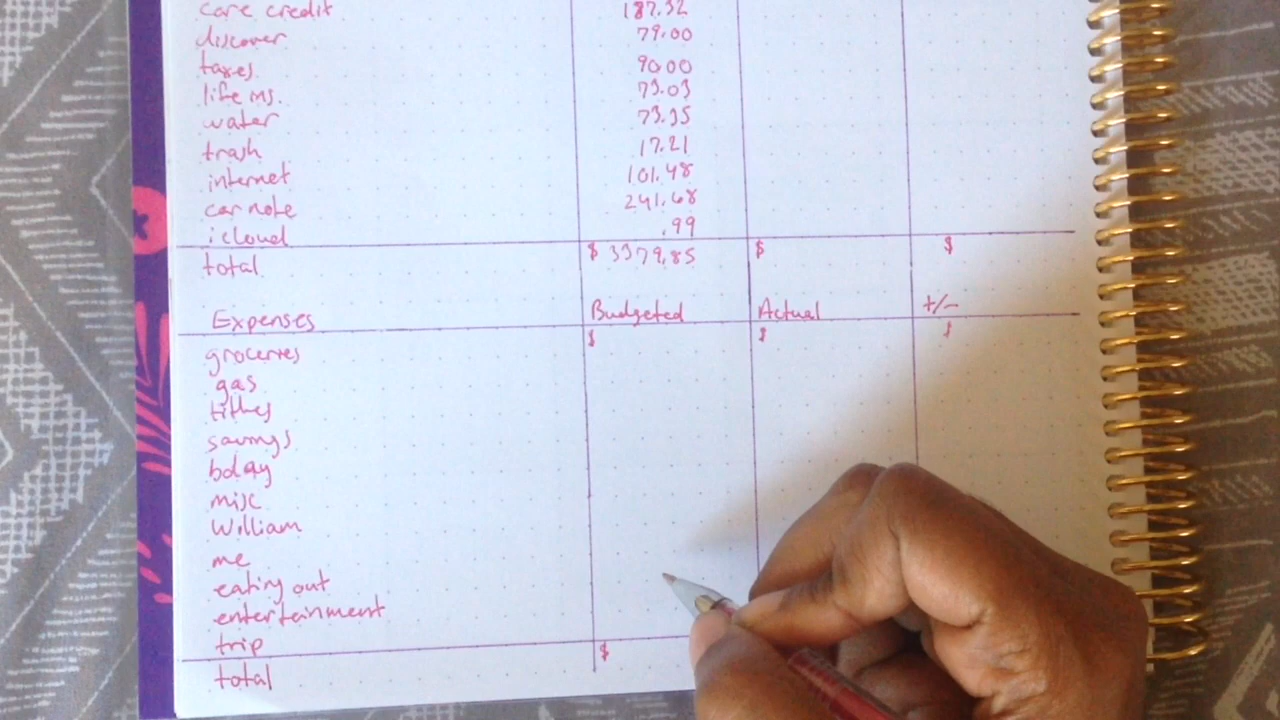 care credit 187.32
discover 79.00
taxes 90.00
life ins. 73.03
water 73.35
trash 17.21
internet 101.48
car note 241.68
icloud .99
total $ 3379.85 $ $
Expenses Budgeted Actual +/-
groceries $ $ $
gas
tithes
savings
bday
misc
William
me
eating out
entertainment
trip
total $